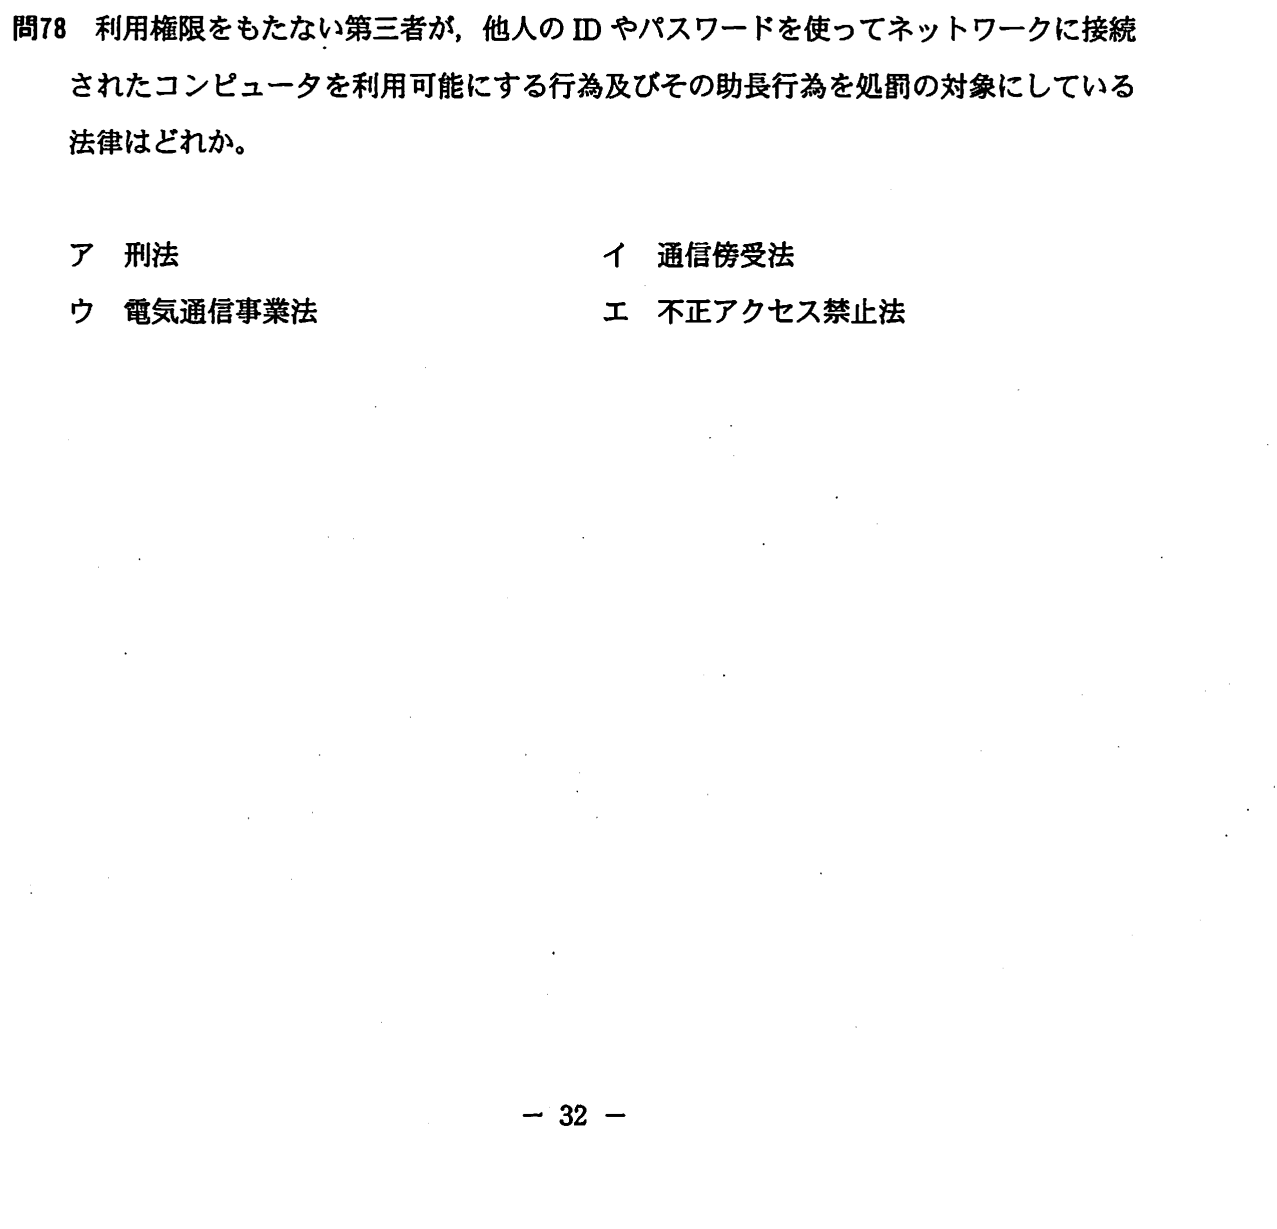 問78 利用権限をもたない第三者が，他人の ID やパスワードを使ってネットワークに接続
されたコンピュータを利用可能にする行為及びその助長行為を処罰の対象にしている
法律はどれか。
ア 刑法 イ 通信傍受法
ウ 電気通信事業法 エ 不正アクセス禁止法
－ 32 －